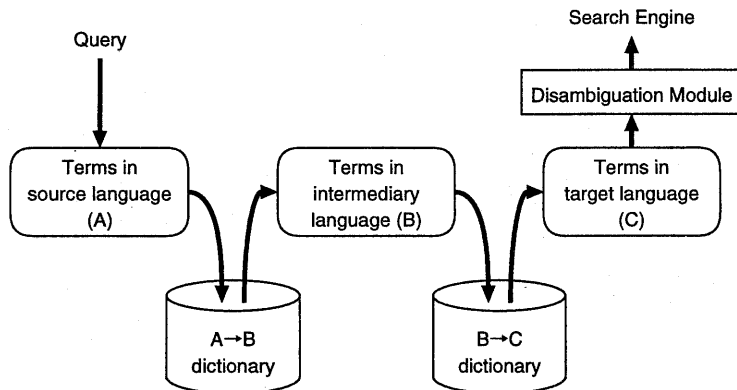 Query
Search Engine
Disambiguation Module
Terms in
source language
(A)
Terms in
intermediary
language (B)
Terms in
target language
(C)
A→B
dictionary
B→C
dictionary